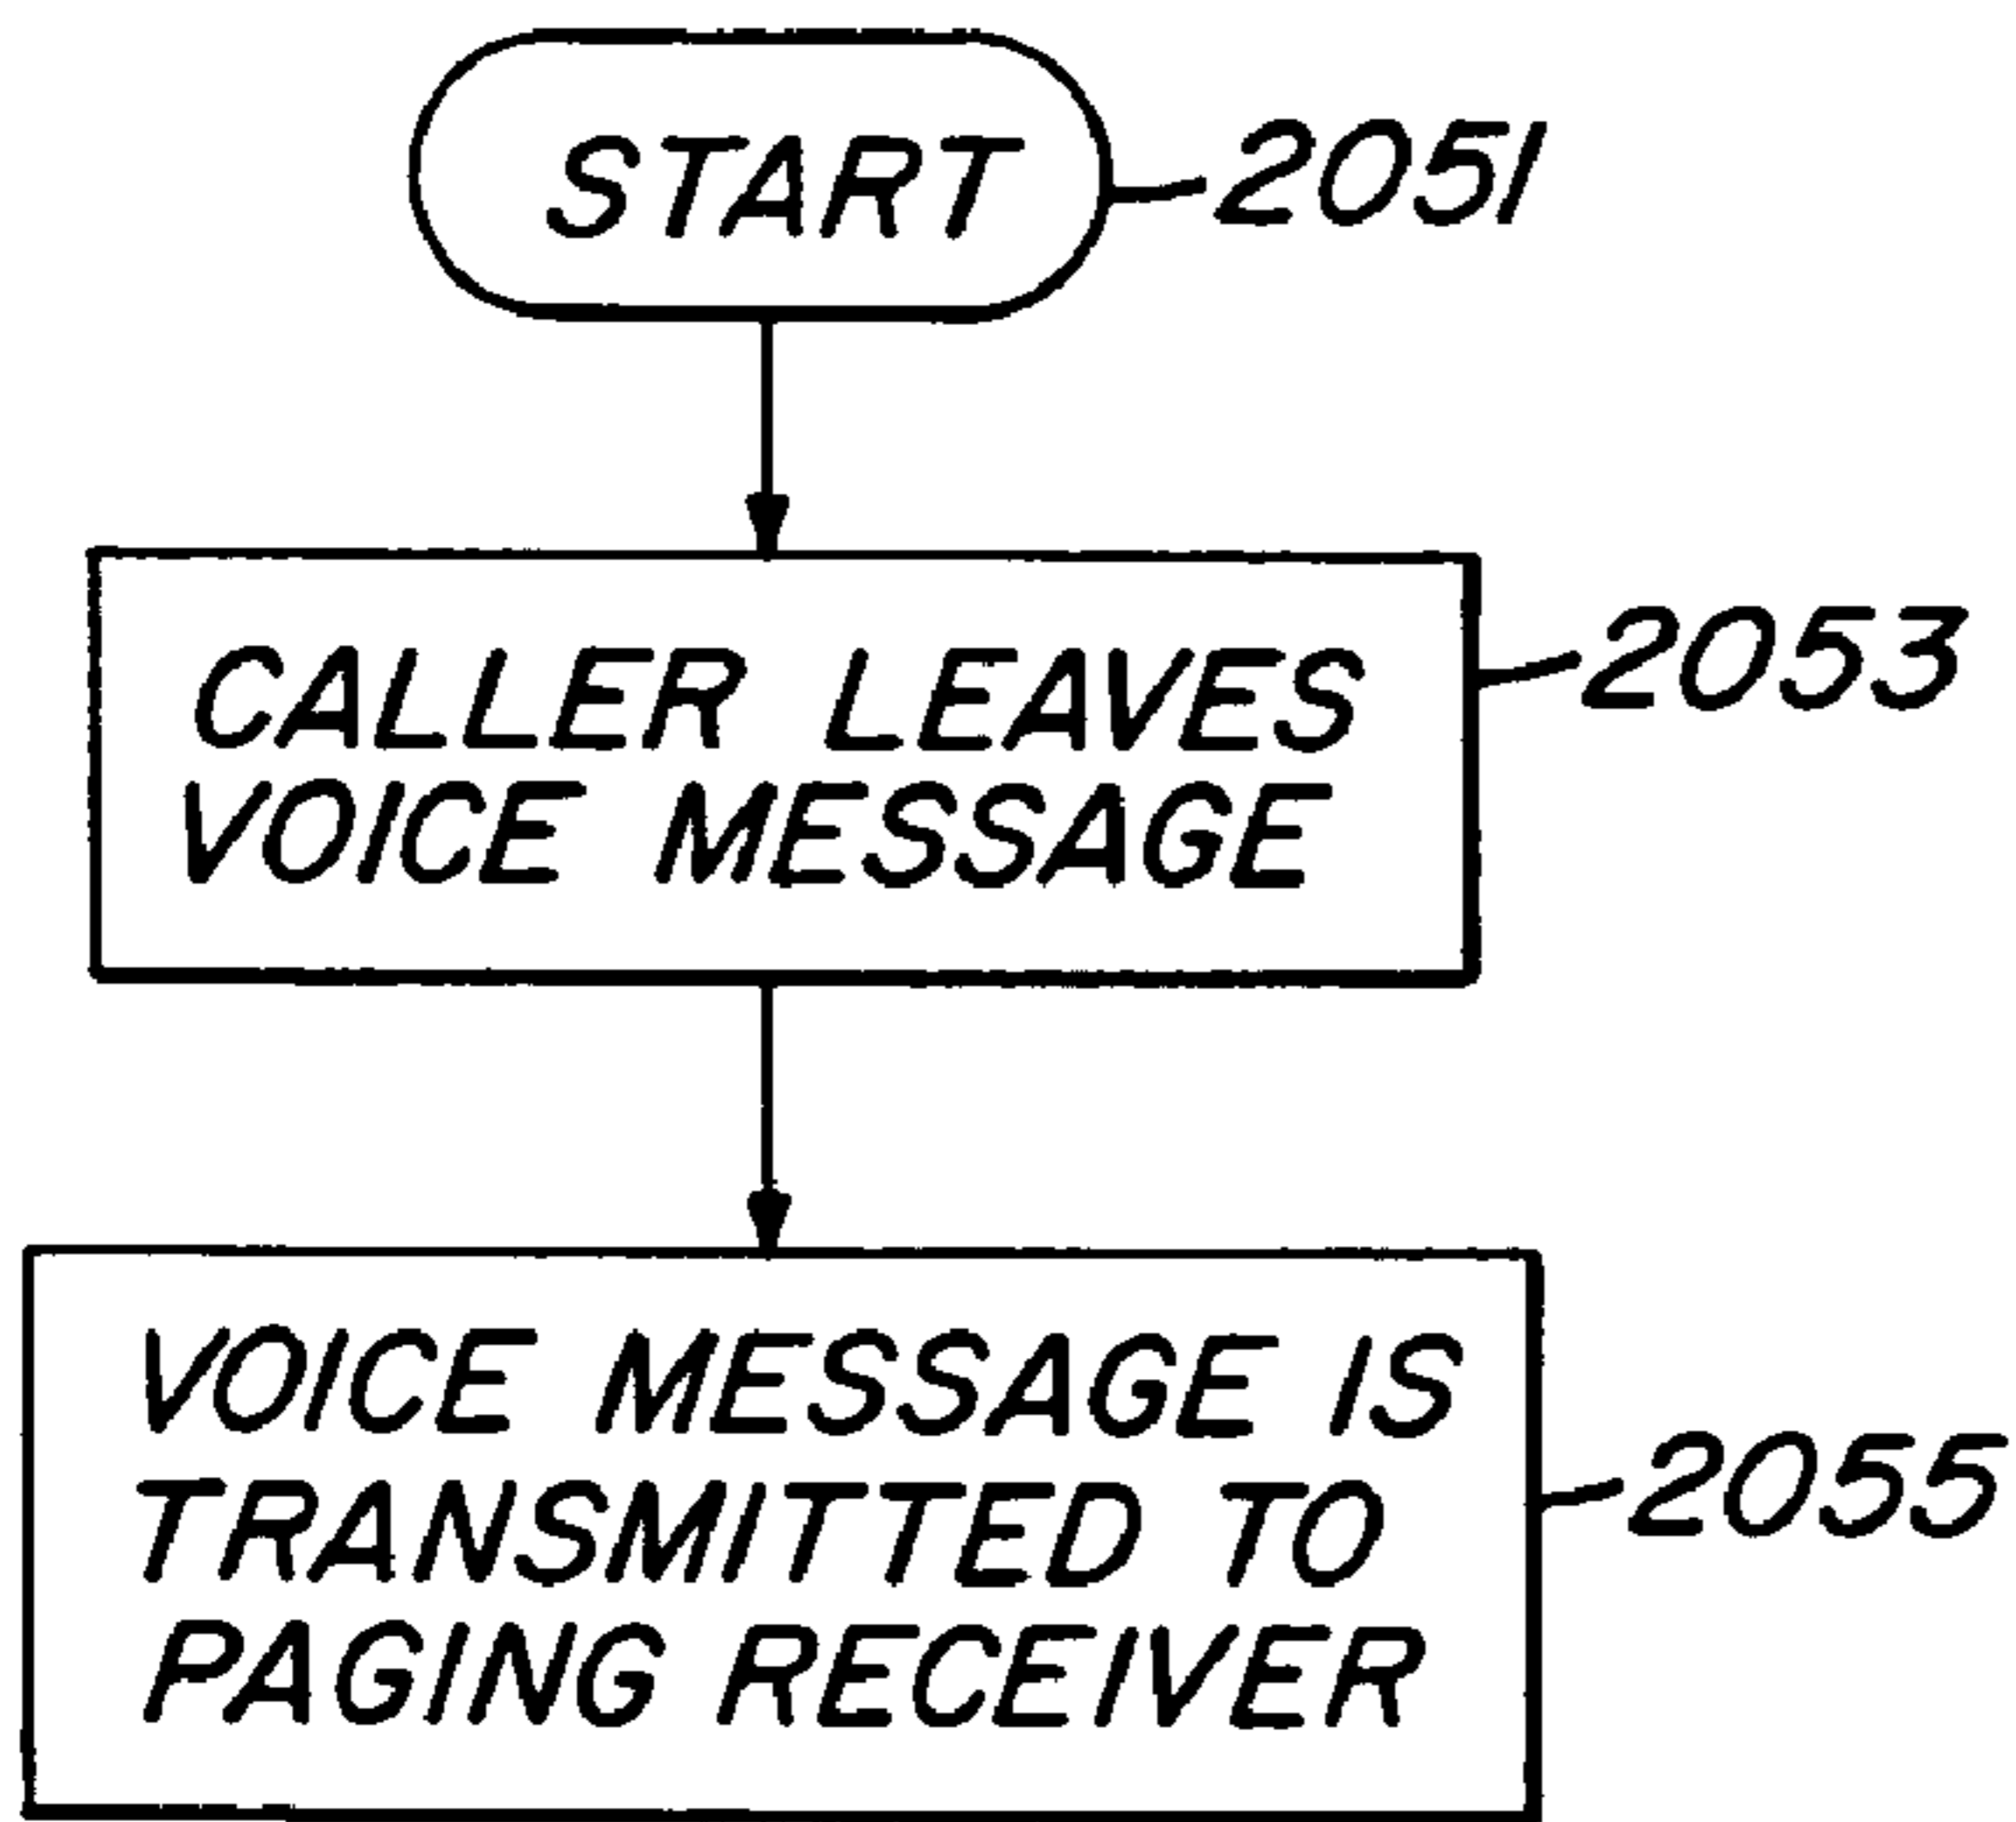 START
2051
CALLER LEAVES
VOICE MESSAGE
2053
VOICE MESSAGE IS
TRANSMITTED TO
PAGING RECEIVER
2055